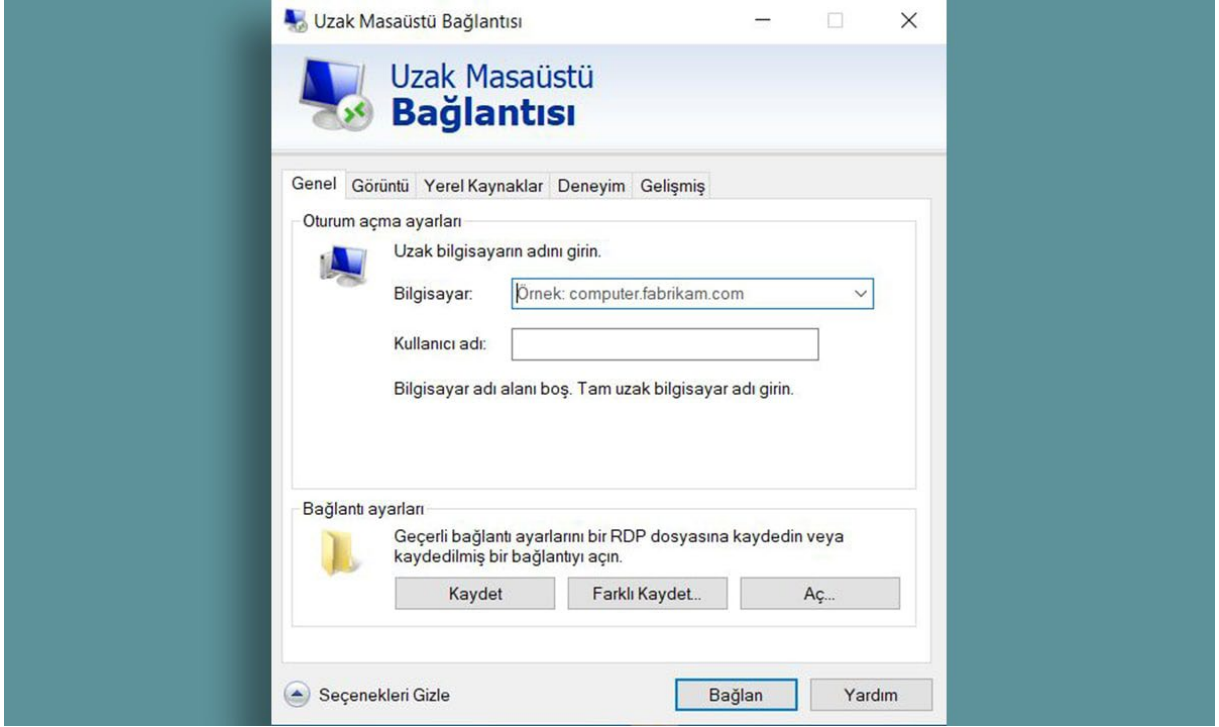 Uzak Masaüstü Bağlantısı
Uzak Masaüstü
Bağlantısı
Genel Görüntü Yerel Kaynaklar Deneyim Gelişmiş
Oturum açma ayarları
Uzak bilgisayarın adını girin.
Bilgisayar: Örnek: computer.fabrikam.com
Kullanıcı adı:
Bilgisayar adı alanı boş. Tam uzak bilgisayar adı girin.
Bağlantı ayarları
Geçerli bağlantı ayarlarını bir RDP dosyasına kaydedin veya
kaydedilmiş bir bağlantıyı açın.
Kaydet Farklı Kaydet... Aç...
Seçenekleri Gizle Bağlan Yardım